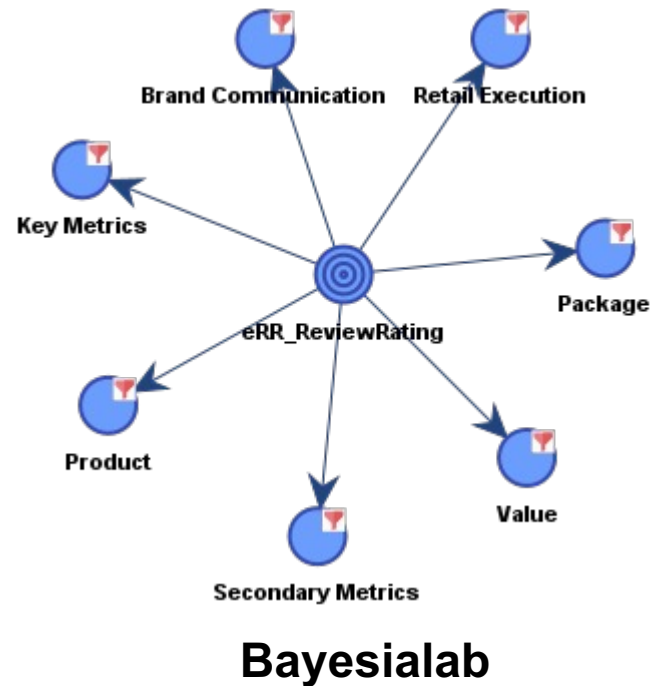 Brand Communication
Retail Execution
Key Metrics
Package
eRR_ReviewRating
Product
Value
Secondary Metrics
Bayesialab